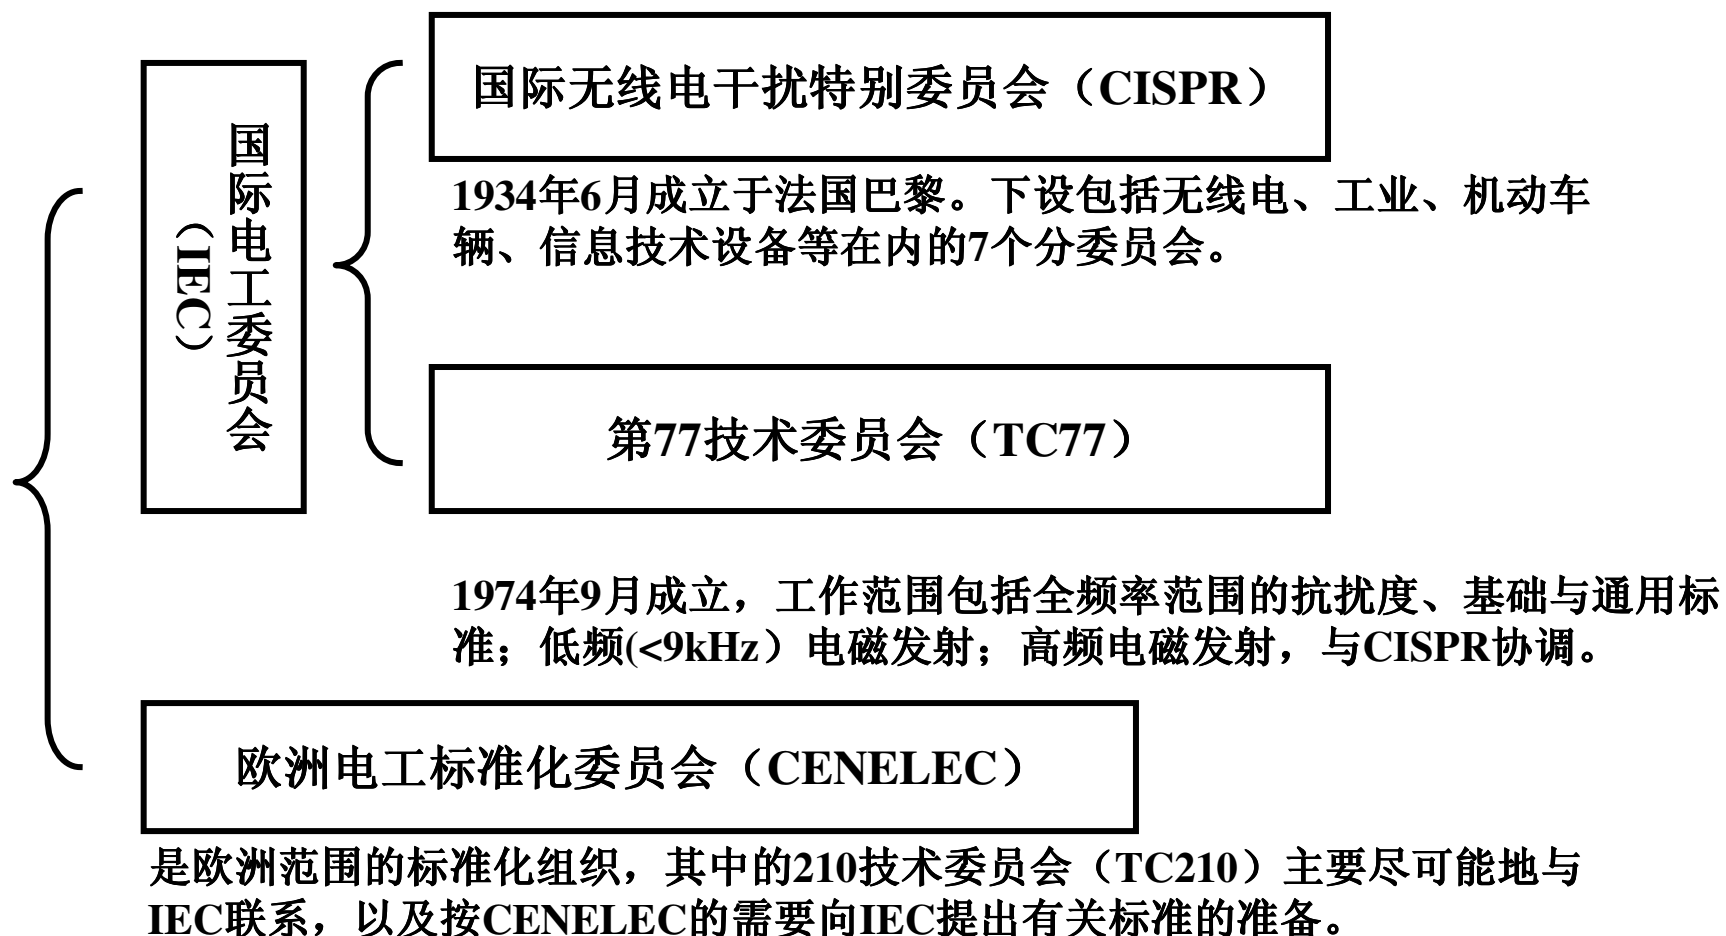 国际电工委员会
（IEC）
国际无线电干扰特别委员会（CISPR）
1934年6月成立于法国巴黎。下设包括无线电、工业、机动车
辆、信息技术设备等在内的7个分委员会。
第77技术委员会（TC77）
1974年9月成立，工作范围包括全频率范围的抗扰度、基础与通用标
准；低频(<9kHz）电磁发射；高频电磁发射，与CISPR协调。
欧洲电工标准化委员会（CENELEC）
是欧洲范围的标准化组织，其中的210技术委员会（TC210）主要尽可能地与
IEC联系，以及按CENELEC的需要向IEC提出有关标准的准备。